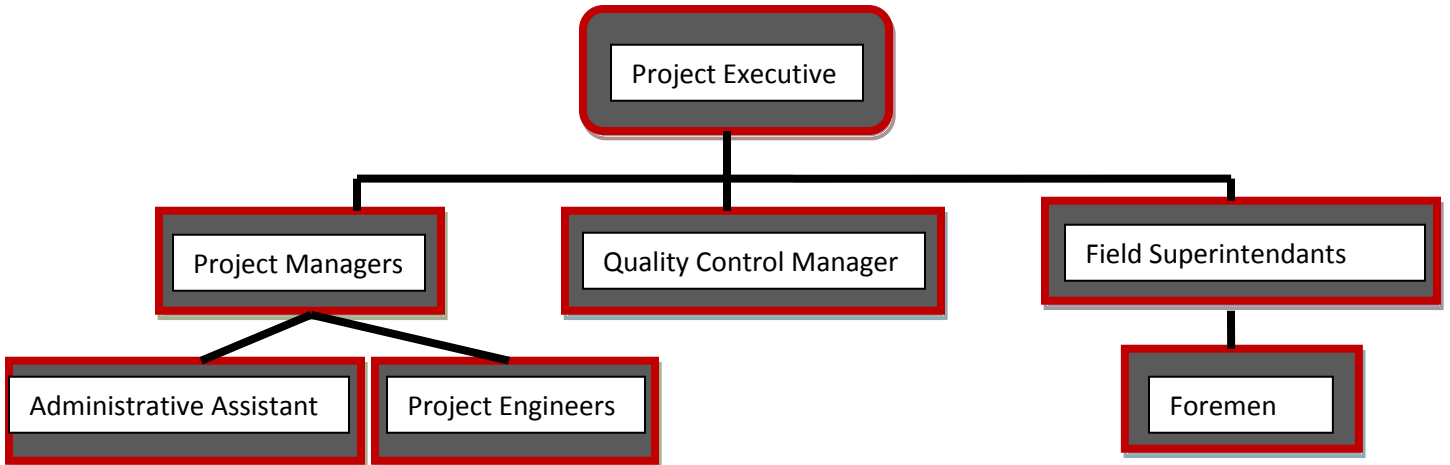 Project Executive
Project Managers
Quality Control Manager
Field Superintendants
Administrative Assistant
Project Engineers
Foremen